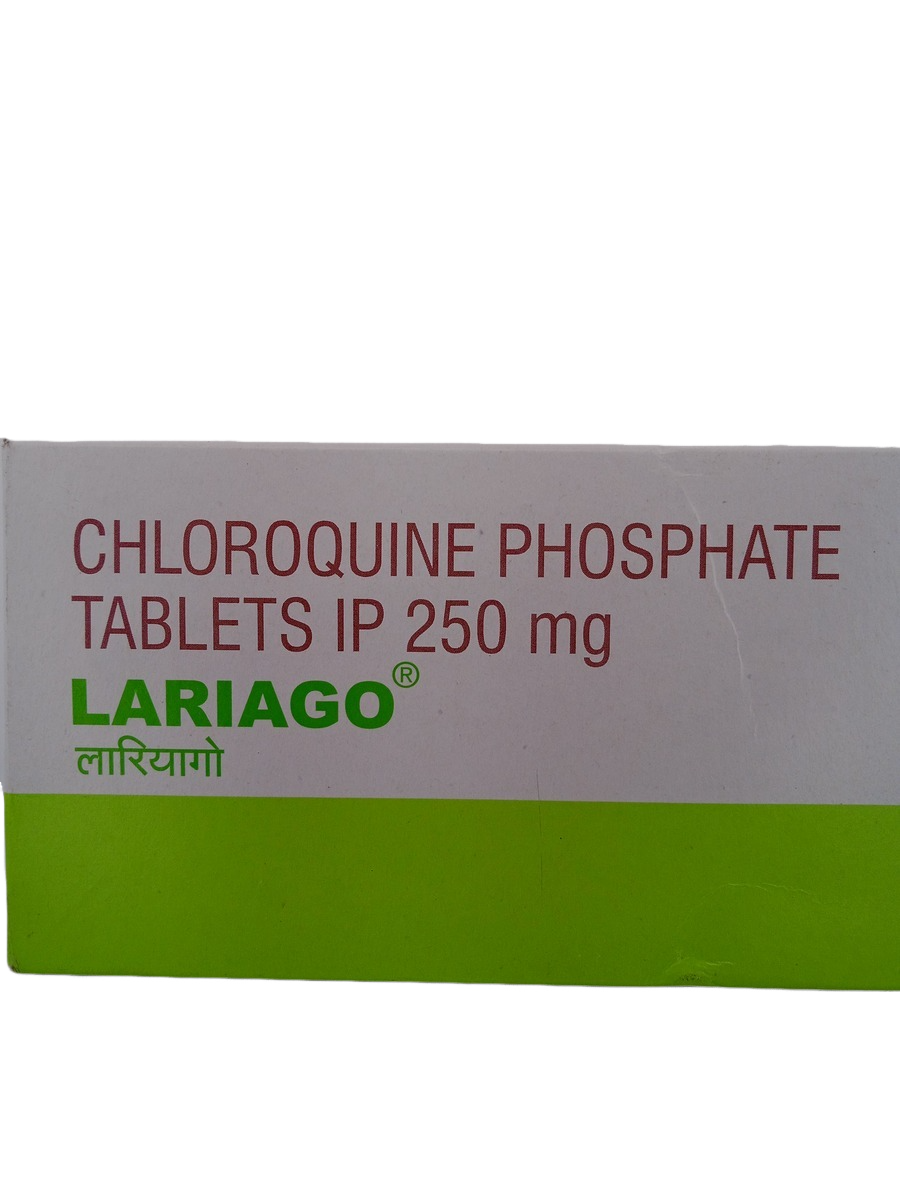 CHLOROQUINE PHOSPHATE
TABLETS IP 250 mg
LARIAGO®
लारियागो